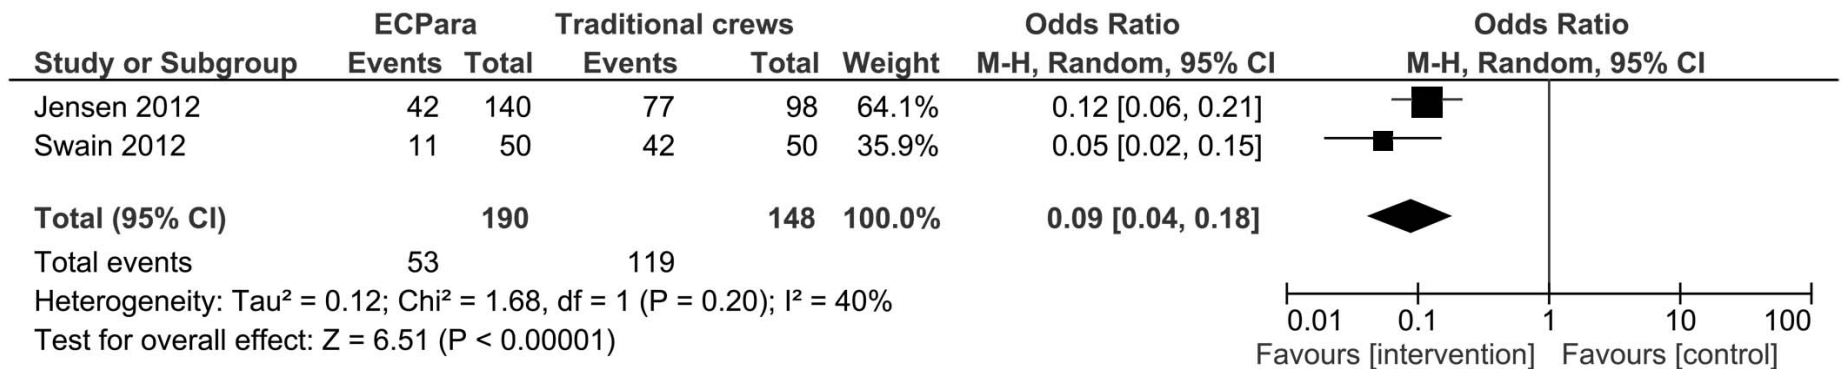 ECPara Traditional crews Odds Ratio Odds Ratio
Study or Subgroup Events Total Events Total Weight M-H, Random, 95% CI M-H, Random, 95% CI
Jensen 2012 42 140 77 98 64.1% 0.12 [0.06, 0.21]
Swain 2012 11 50 42 50 35.9% 0.05 [0.02, 0.15]
Total (95% CI) 190 148 100.0% 0.09 [0.04, 0.18]
Total events 53 119
Heterogeneity: Tau² = 0.12; Chi² = 1.68, df = 1 (P = 0.20); I² = 40%
Test for overall effect: Z = 6.51 (P < 0.00001)
0.01 0.1 1 10 100
Favours [intervention] Favours [control]